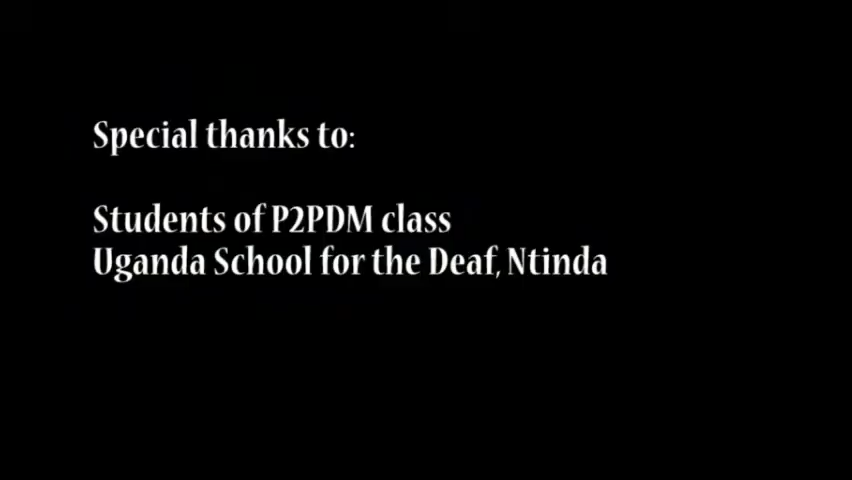 Special thanks to:
Students of P2PDM class
Uganda School for the Deaf, Ntinda